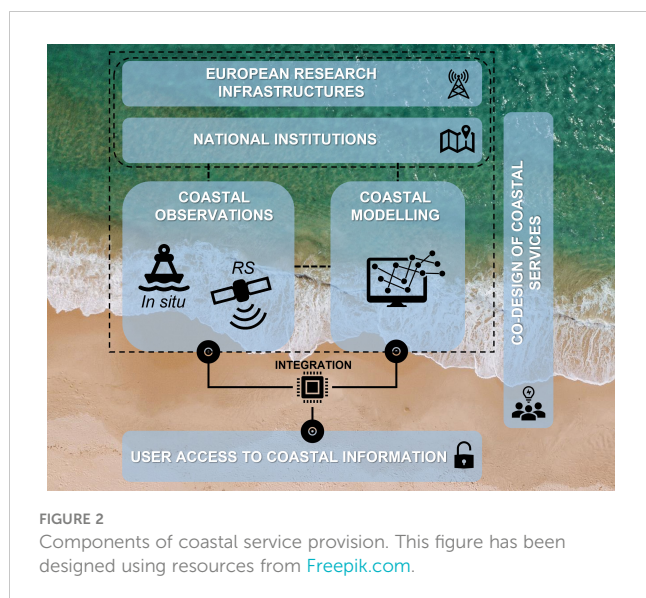 EUROPEAN RESEARCH
INFRASTRUCTURES
NATIONAL INSTITUTIONS
COASTAL
OBSERVATIONS
In situ
RS
COASTAL
MODELLING
INTEGRATION
USER ACCESS TO COASTAL INFORMATION
CO-DESIGN OF COASTAL
SERVICES
FIGURE 2
Components of coastal service provision. This figure has been
designed using resources from Freepik.com.